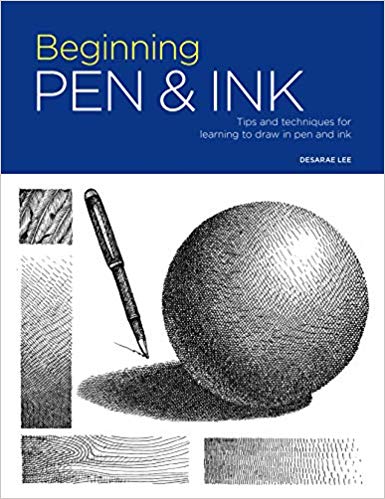 Beginning
PEN & INK
Tips and techniques for
learning to draw in pen and ink
DESARAE LEE